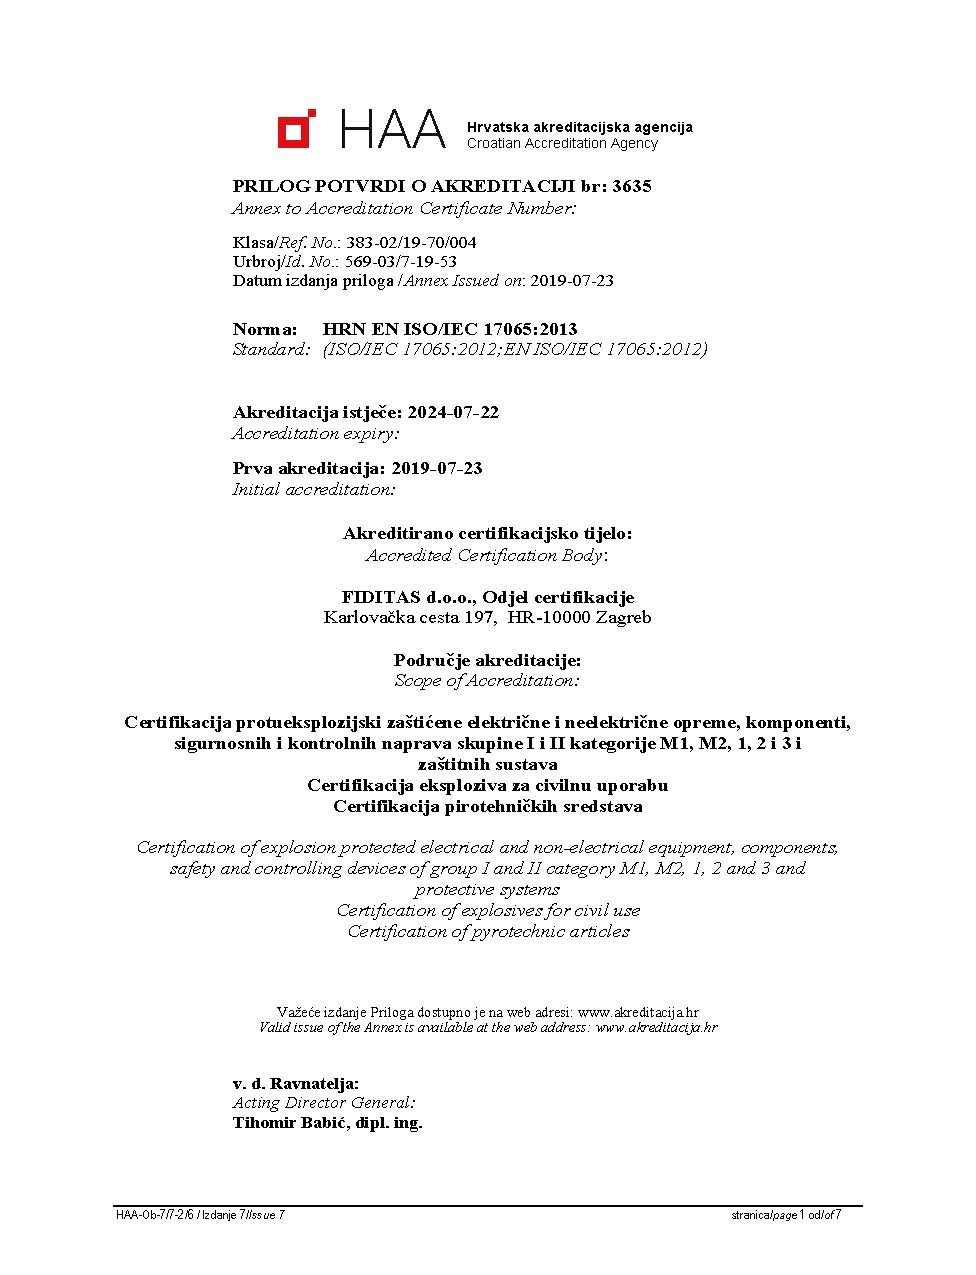 HAA
Hrvatska akreditacijska agencija
Croatian Accreditation Agency
PRILOG POTVRDI O AKREDITACIJI br: 3635
Annex to Accreditation Certificate Number:
Klasa/Ref. No.: 383-02/19-70/004
Urbroj/Id. No.: 569-03/7-19-53
Datum izdanja priloga /Annex Issued on: 2019-07-23
Norma: HRN EN ISO/IEC 17065:2013
Standard: (ISO/IEC 17065:2012; EN ISO/IEC 17065:2012)
Akreditacija istječe: 2024-07-22
Accreditation expiry:
Prva akreditacija: 2019-07-23
Initial accreditation:
Akreditirano certifikacijsko tijelo:
Accredited Certification Body:
FIDITAS d.o.o., Odjel certifikacije
Karlovačka cesta 197, HR-10000 Zagreb
Područje akreditacije:
Scope of Accreditation:
Certifikacija protueksplozijski zaštićene električne i neelektrične opreme, komponenti,
sigurnosnih i kontrolnih naprava skupine I i II kategorije M1, M2, 1, 2 i 3 i
zaštitnih sustava
Certifikacija eksploziva za civilnu uporabu
Certifikacija pirotehničkih sredstava
Certification of explosion protected electrical and non-electrical equipment, components,
safety and controlling devices of group I and II category M1, M2, 1, 2 and 3 and
protective systems
Certification of explosives for civil use
Certification of pyrotechnic articles
Važeće izdanje Priloga dostupno je na web adresi: www.akreditacija.hr
Valid issue of the Annex is available at the web address: www.akreditacija.hr
v. d. Ravnatelja:
Acting Director General:
Tihomir Babić, dipl. ing.
HAA-Ob-7/7-2/6 / Izdanje 7/Issue 7
stranica/page 1 od/of 7